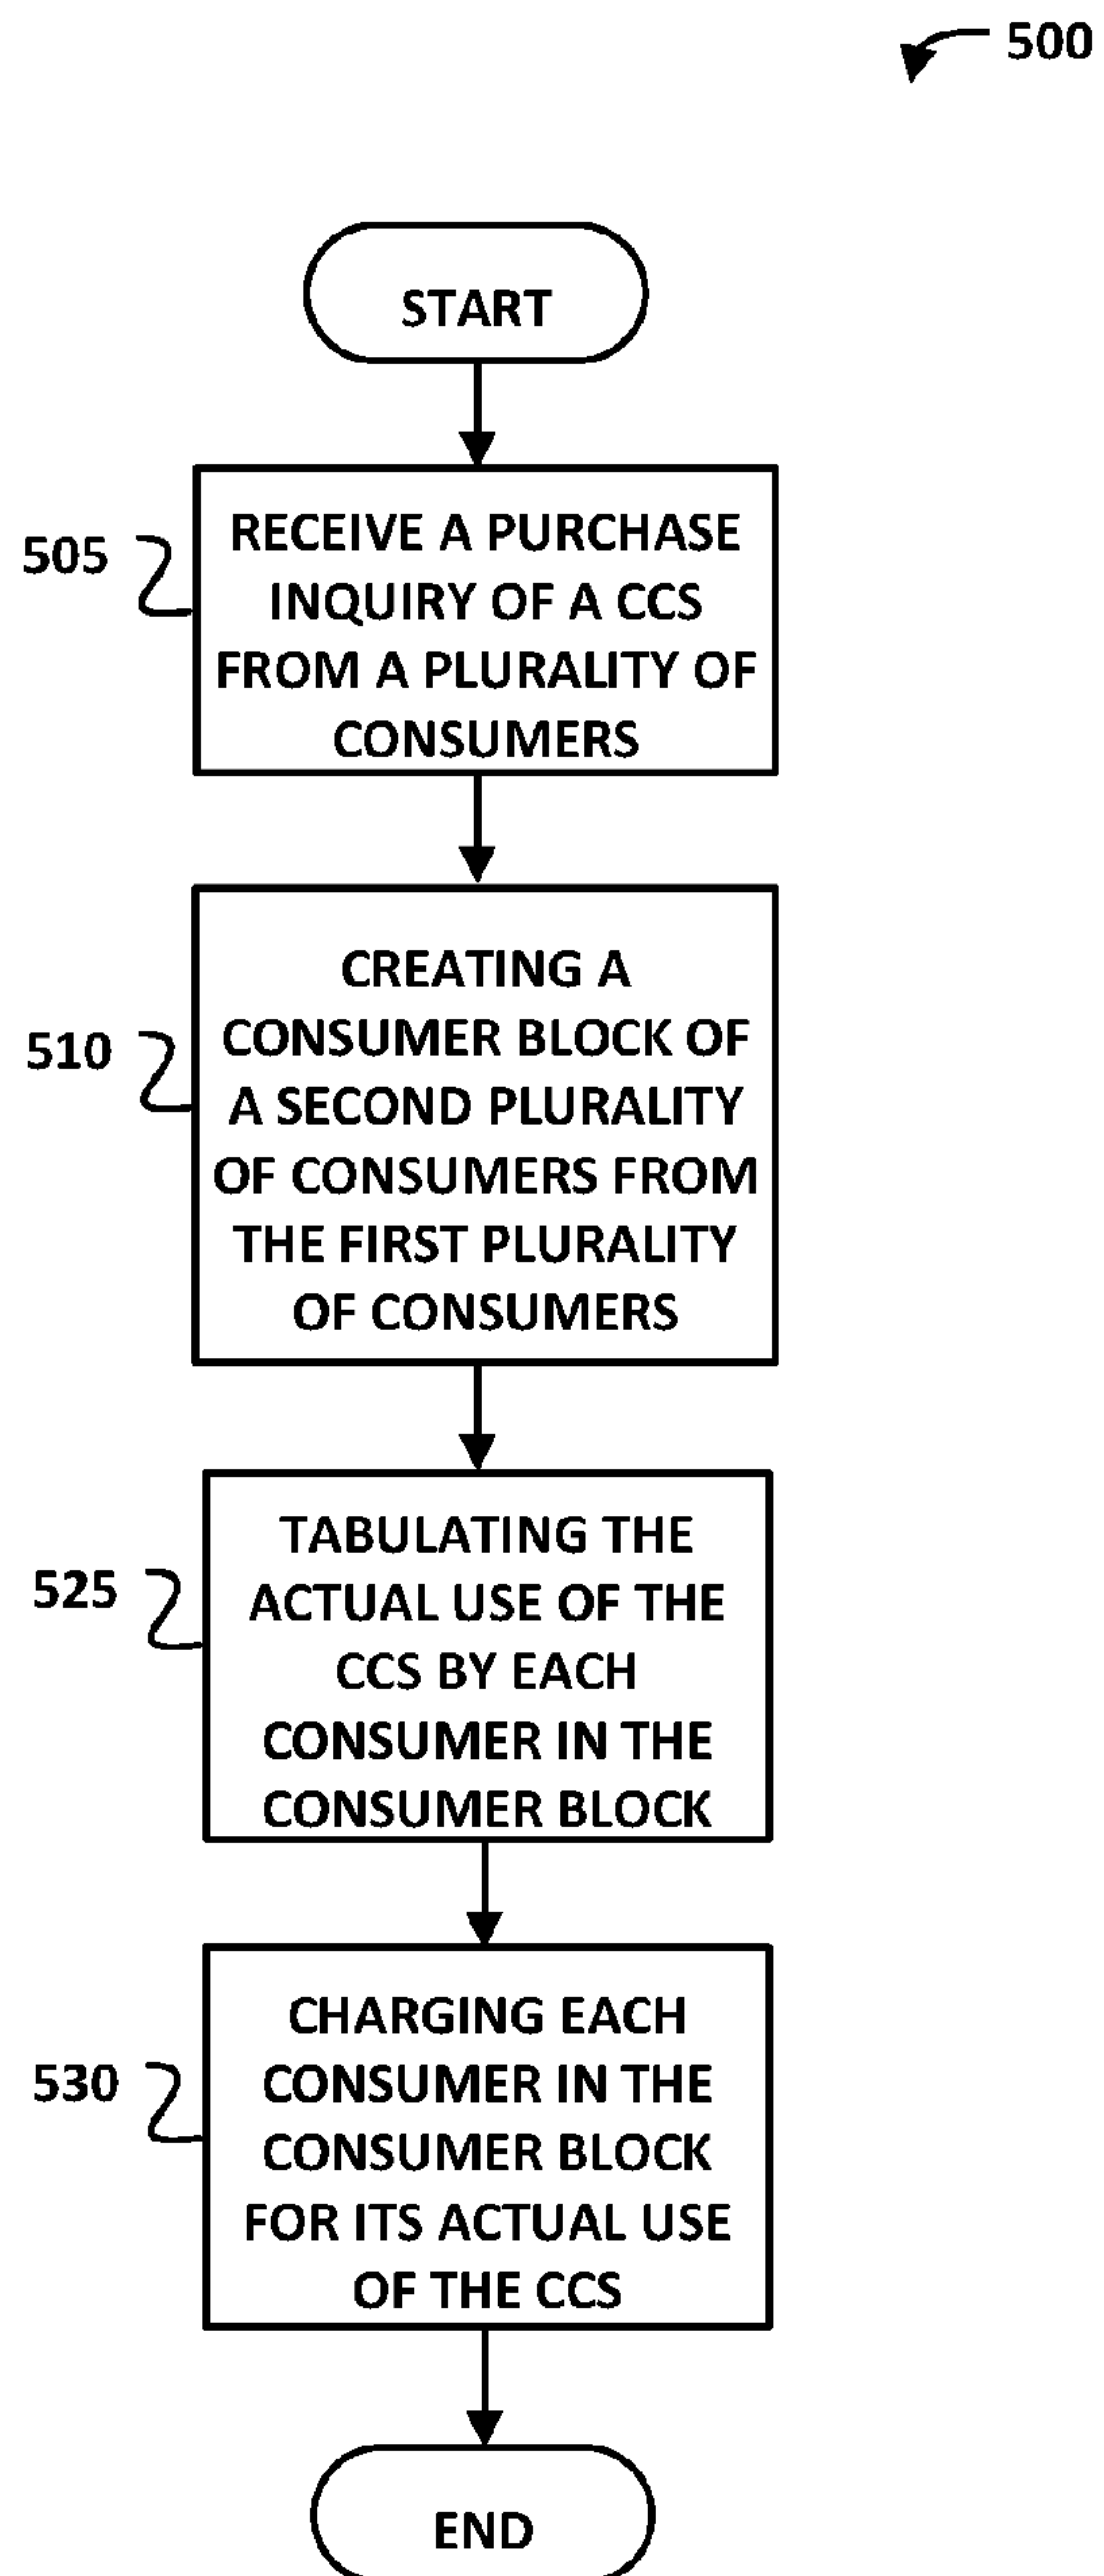 500
START
505
RECEIVE A PURCHASE
INQUIRY OF A CCS
FROM A PLURALITY OF
CONSUMERS
510
CREATING A
CONSUMER BLOCK OF
A SECOND PLURALITY
OF CONSUMERS FROM
THE FIRST PLURALITY
OF CONSUMERS
525
TABULATING THE
ACTUAL USE OF THE
CCS BY EACH
CONSUMER IN THE
CONSUMER BLOCK
530
CHARGING EACH
CONSUMER IN THE
CONSUMER BLOCK
FOR ITS ACTUAL USE
OF THE CCS
END